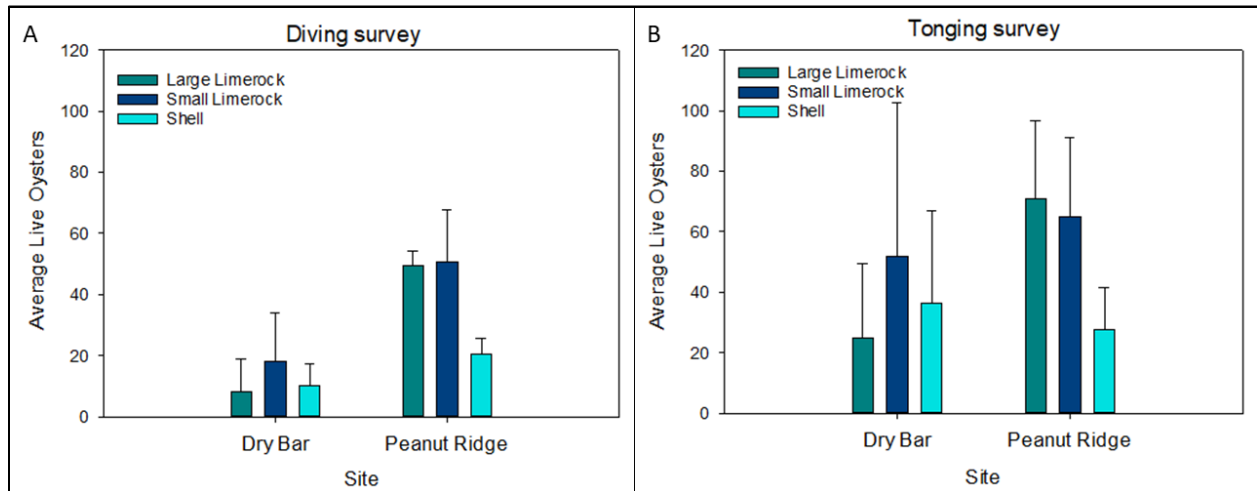 A
Diving survey
120
100
80
60
40
20
0
Average Live Oysters
Large Limerock
Small Limerock
Shell
Dry Bar
Peanut Ridge
Site
B
Tonging survey
120
100
80
60
40
20
0
Average Live Oysters
Large Limerock
Small Limerock
Shell
Dry Bar
Peanut Ridge
Site